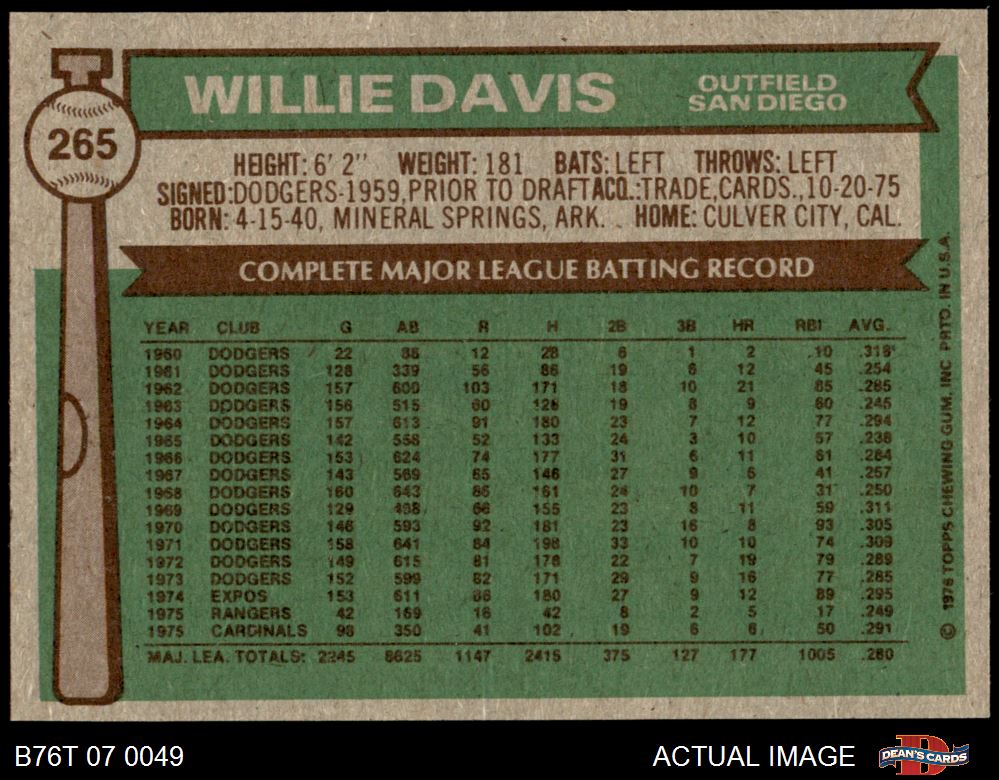 WILLIE DAVIS
OUTFIELD
SAN DIEGO
265
HEIGHT: 6' 2" WEIGHT: 181 BATS: LEFT THROWS: LEFT
SIGNED:DODGERS-1959,PRIOR TO DRAFT ACQ.:TRADE,CARDS.,10-20-75
BORN: 4-15-40, MINERAL SPRINGS, ARK. HOME: CULVER CITY, CAL.
COMPLETE MAJOR LEAGUE BATTING RECORD
YEAR CLUB G AB R H 2B 3B HR RBI AVG.
1960 DODGERS 22 88 12 28 6 1 2 10 .318
1961 DODGERS 128 339 56 86 19 6 12 45 .254
1962 DODGERS 157 600 103 171 18 10 21 85 .285
1963 DODGERS 156 515 60 126 19 8 9 60 .245
1964 DODGERS 157 613 91 180 23 7 12 77 .294
1965 DODGERS 142 558 52 133 24 3 10 57 .238
1966 DODGERS 153 624 74 177 31 6 11 61 .284
1967 DODGERS 143 569 65 146 27 9 6 41 .257
1968 DODGERS 160 643 86 161 24 10 7 31 .250
1969 DODGERS 129 498 66 155 23 8 11 59 .311
1970 DODGERS 146 593 92 181 23 16 8 93 .305
1971 DODGERS 158 641 84 198 33 10 10 74 .309
1972 DODGERS 149 615 81 178 22 7 19 79 .289
1973 DODGERS 152 599 82 171 29 9 16 77 .285
1974 EXPOS 153 611 86 180 27 9 12 89 .295
1975 RANGERS 42 169 16 42 8 2 5 17 .249
1975 CARDINALS 98 350 41 102 19 6 6 50 .291
MAJ. LEA. TOTALS: 2245 8625 1147 2415 375 127 177 1005 .280
© 1976 TOPPS CHEWING GUM, INC. PRTD. IN U.S.A.
B76T 07 0049
ACTUAL IMAGE
DEAN'S CARDS